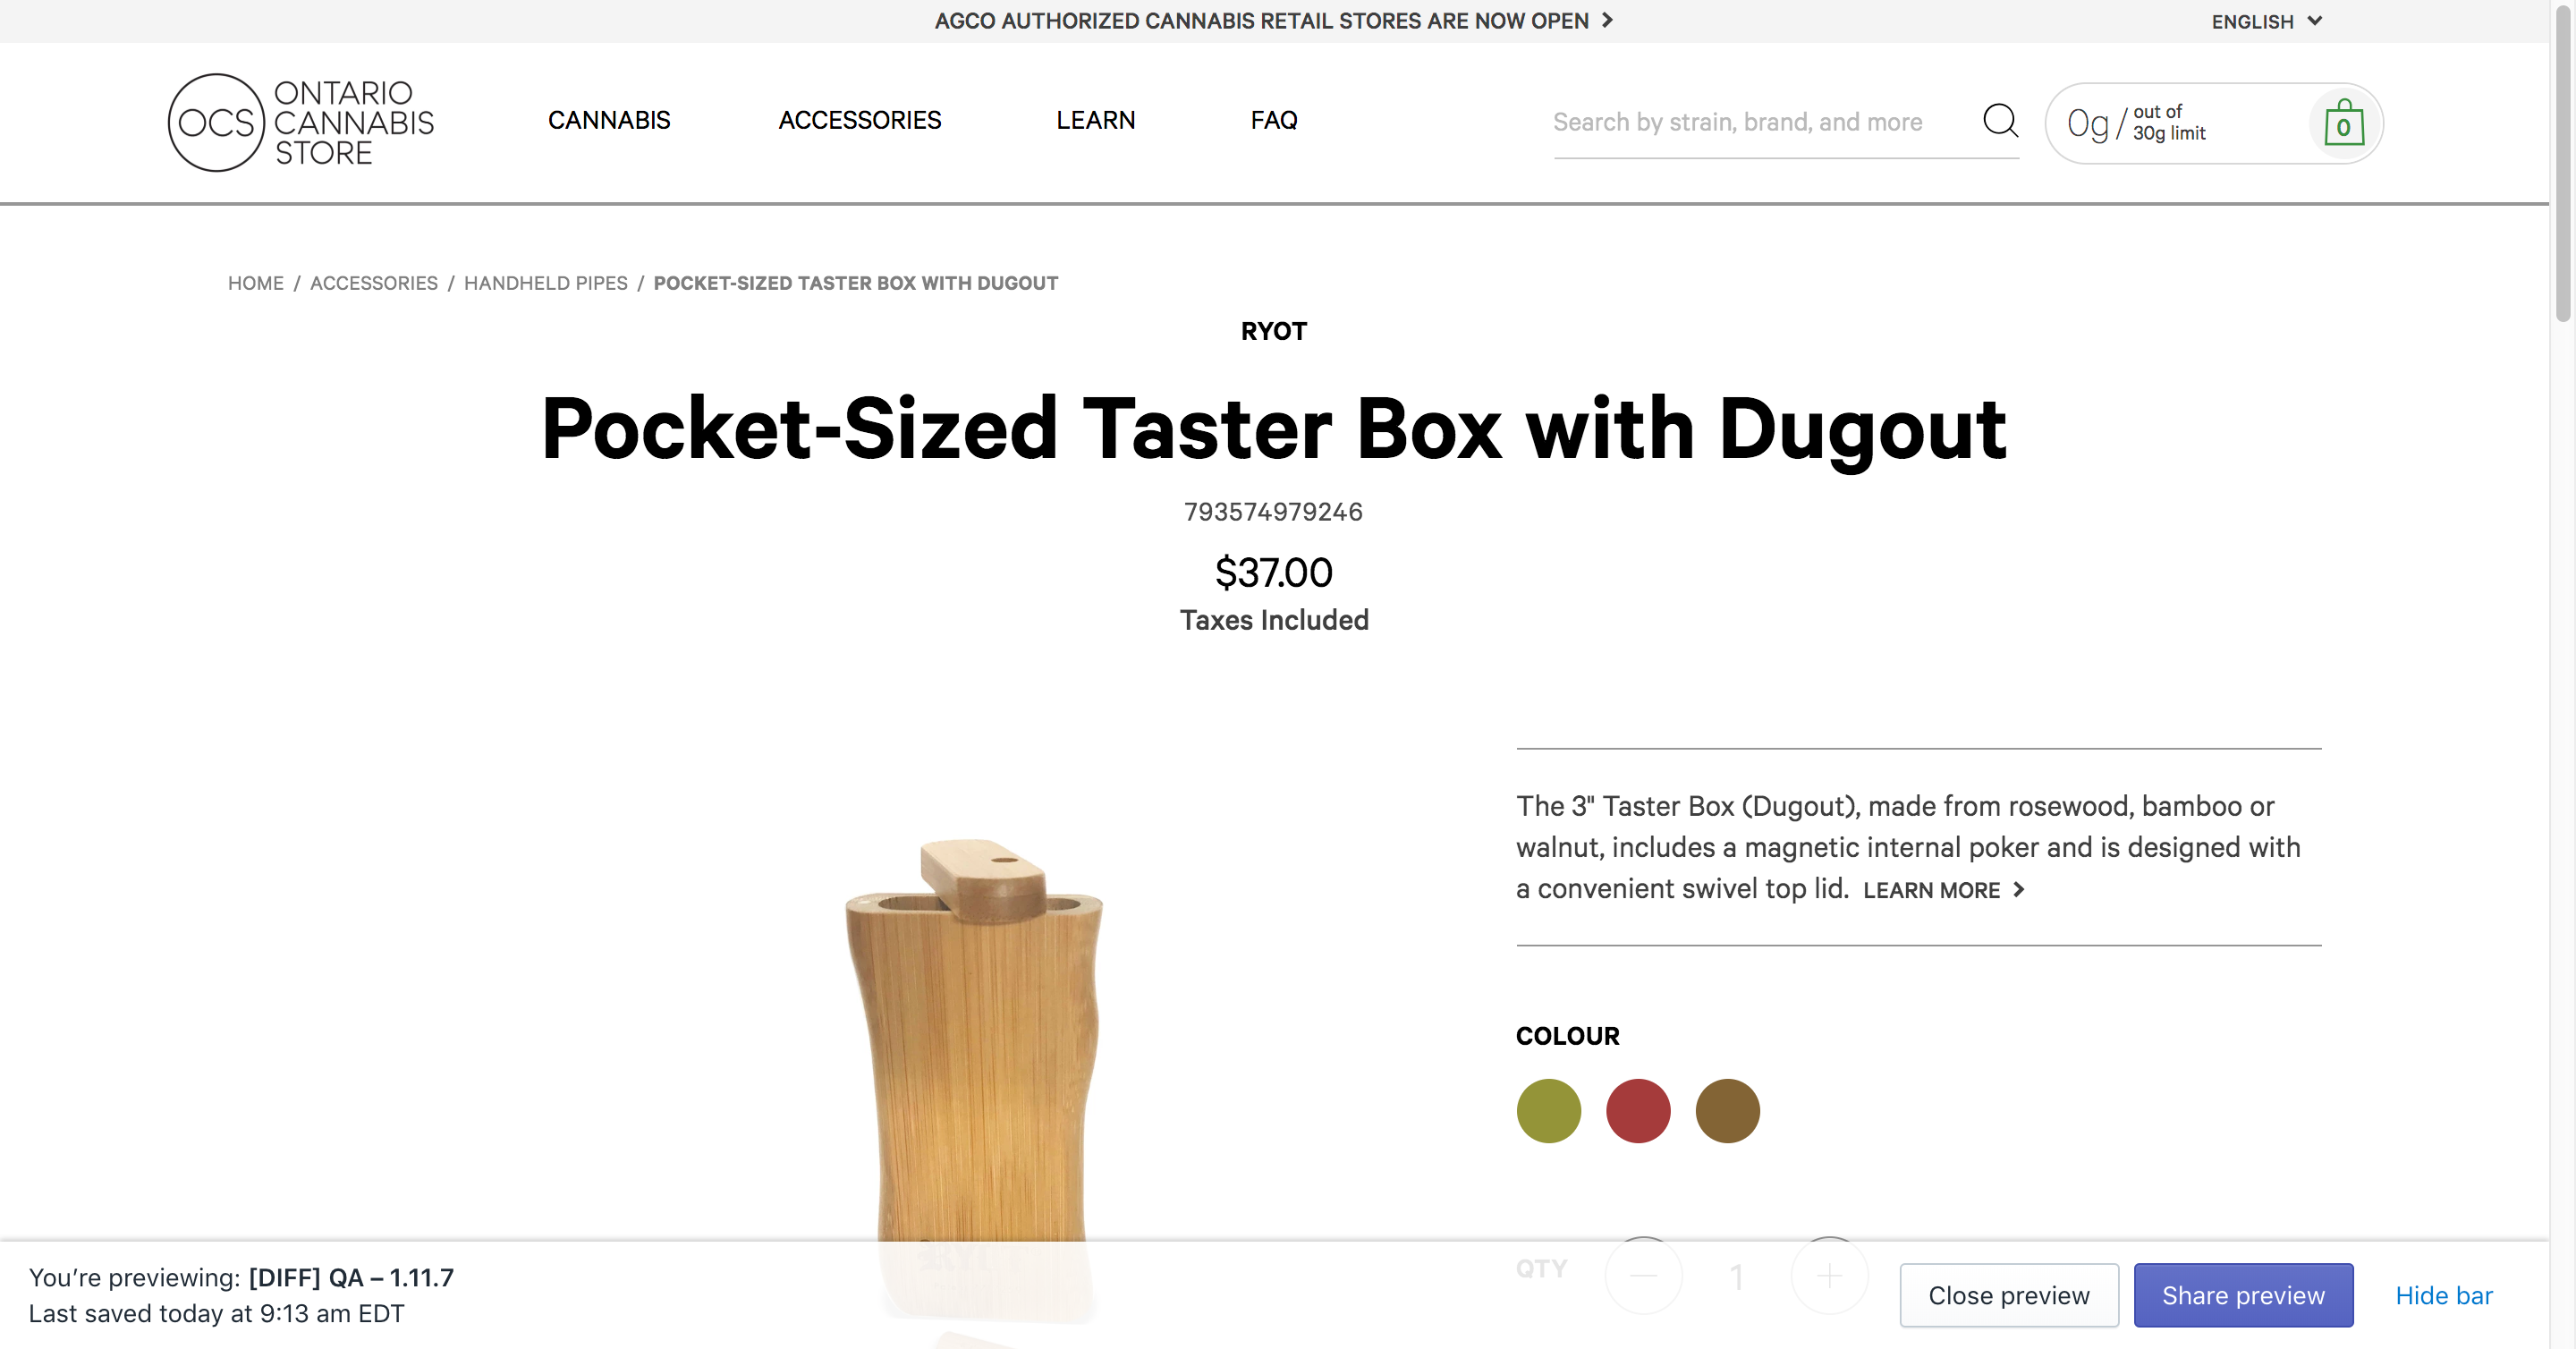 AGCO AUTHORIZED CANNABIS RETAIL STORES ARE NOW OPEN
ENGLISH
OCS
ONTARIO
CANNABIS
STORE
CANNABIS
ACCESSORIES
LEARN
FAQ
Search by strain, brand, and more
0g / out of
30g limit
0
HOME / ACCESSORIES / HANDHELD PIPES / POCKET-SIZED TASTER BOX WITH DUGOUT
RYOT
Pocket-Sized Taster Box with Dugout
793574979246
$37.00
Taxes Included
The 3" Taster Box (Dugout), made from rosewood, bamboo or
walnut, includes a magnetic internal poker and is designed with
a convenient swivel top lid. LEARN MORE
COLOUR
QTY
1
You’re previewing: [DIFF] QA – 1.11.7
Last saved today at 9:13 am EDT
Close preview
Share preview
Hide bar